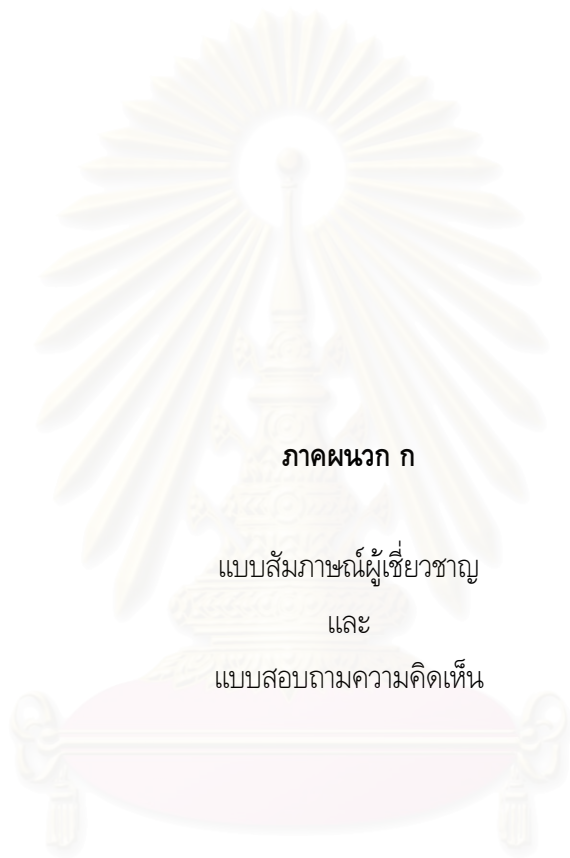 ภาคผนวก ก
แบบสัมภาษณ์ผู้เชี่ยวชาญ
และ
แบบสอบถามความคิดเห็น